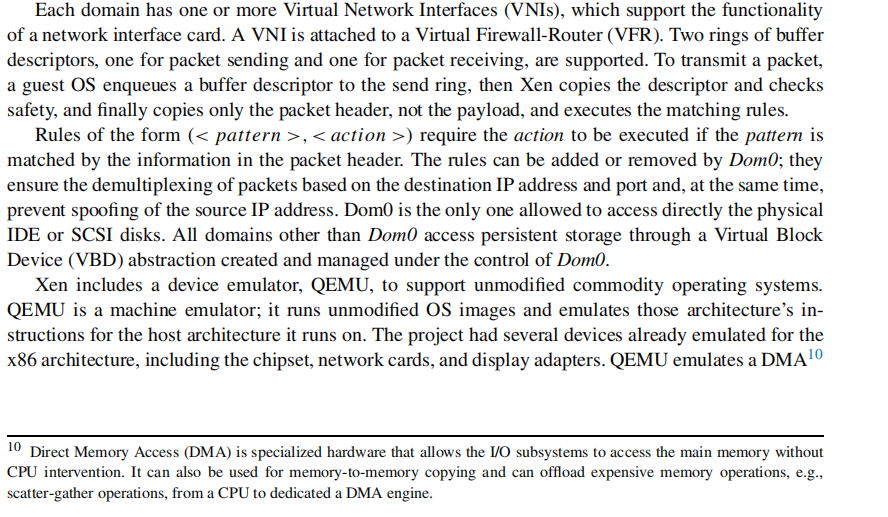 Each domain has one or more Virtual Network Interfaces (VNIs), which support the functionality
of a network interface card. A VNI is attached to a Virtual Firewall-Router (VFR). Two rings of buffer
descriptors, one for packet sending and one for packet receiving, are supported. To transmit a packet,
a guest OS enqueues a buffer descriptor to the send ring, then Xen copies the descriptor and checks
safety, and finally copies only the packet header, not the payload, and executes the matching rules.
Rules of the form (< pattern >, < action >) require the action to be executed if the pattern is
matched by the information in the packet header. The rules can be added or removed by Dom0; they
ensure the demultiplexing of packets based on the destination IP address and port and, at the same time,
prevent spoofing of the source IP address. Dom0 is the only one allowed to access directly the physical
IDE or SCSI disks. All domains other than Dom0 access persistent storage through a Virtual Block
Device (VBD) abstraction created and managed under the control of Dom0.
Xen includes a device emulator, QEMU, to support unmodified commodity operating systems.
QEMU is a machine emulator; it runs unmodified OS images and emulates those architecture's in-
structions for the host architecture it runs on. The project had several devices already emulated for the
x86 architecture, including the chipset, network cards, and display adapters. QEMU emulates a DMA10
10 Direct Memory Access (DMA) is specialized hardware that allows the I/O subsystems to access the main memory without
CPU intervention. It can also be used for memory-to-memory copying and can offload expensive memory operations, e.g.,
scatter-gather operations, from a CPU to dedicated a DMA engine.